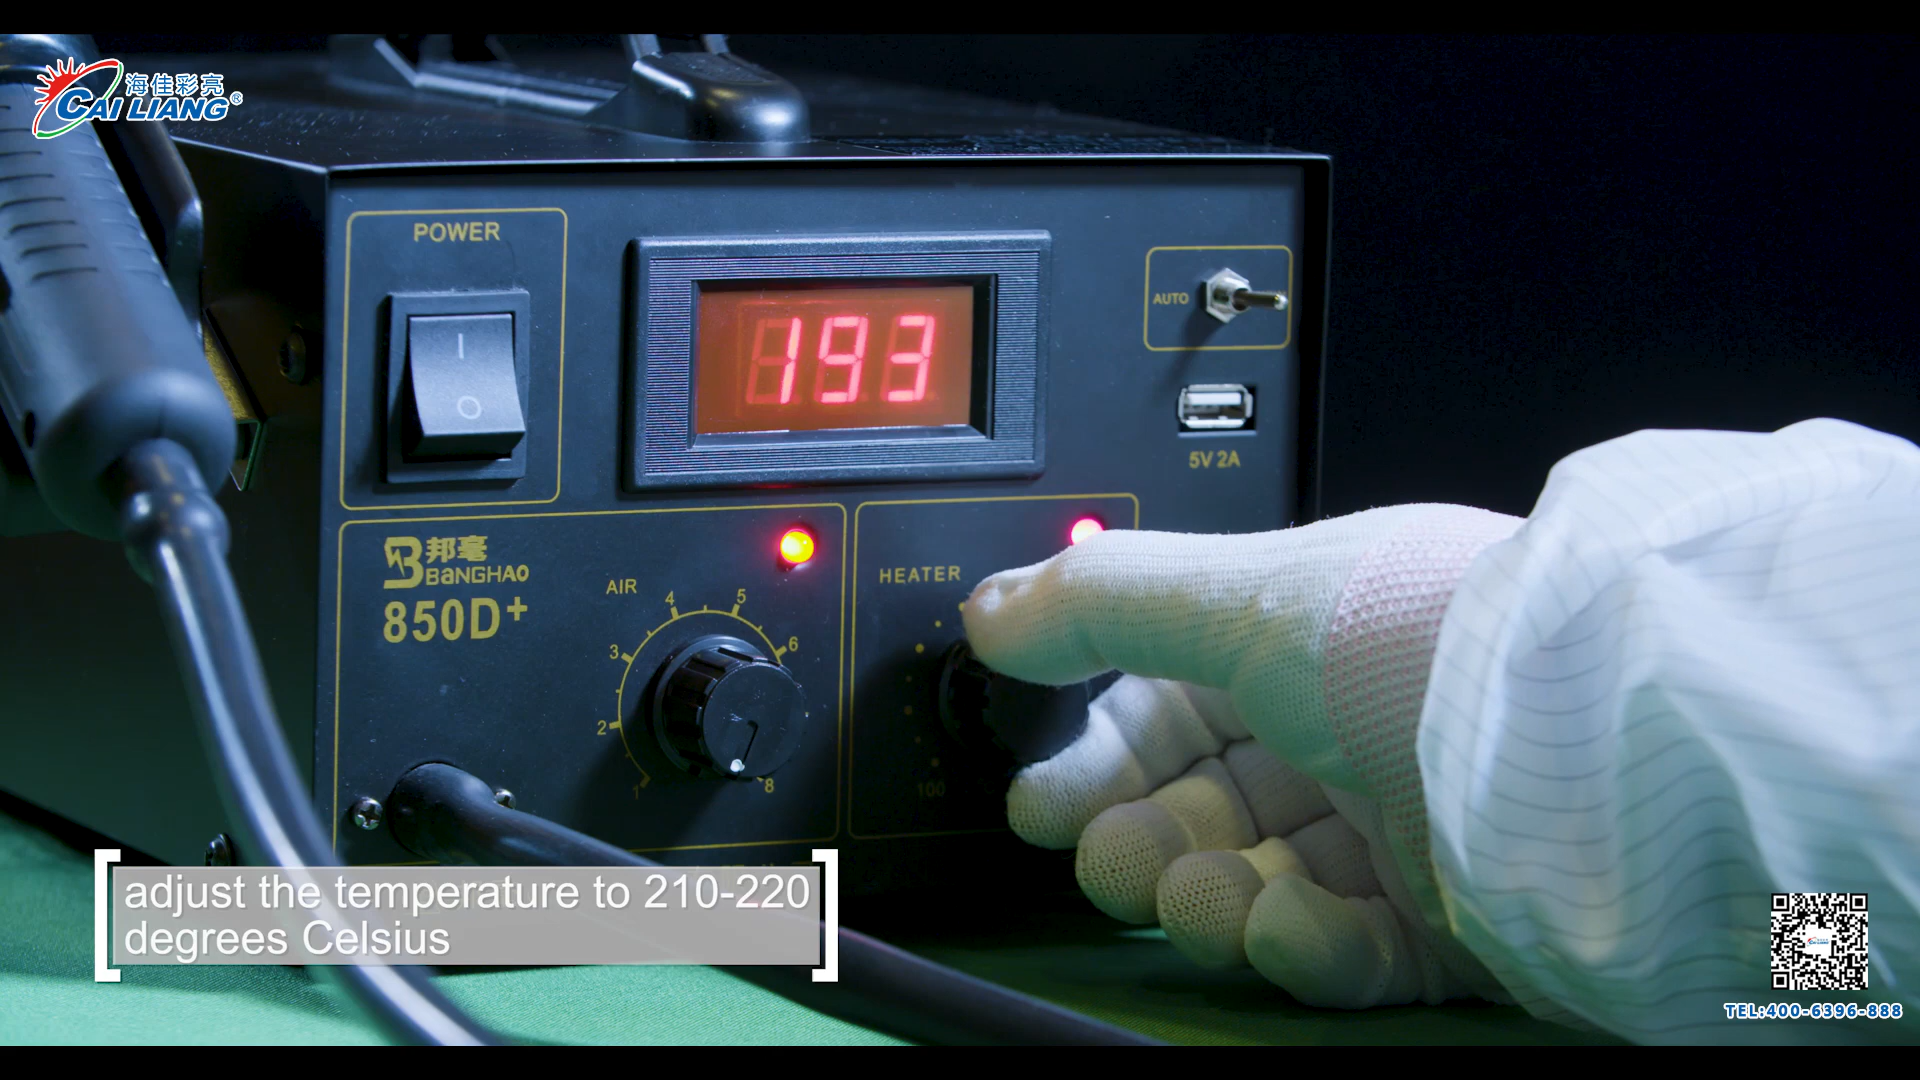 海佳彩亮
CAI LIANG®
POWER
193
AUTO
5V 2A
邦毫
BANGHAO
850D+
AIR
1
2
3
4
5
6
8
HEATER
100
adjust the temperature to 210-220
degrees Celsius
TEL:400-6396-888